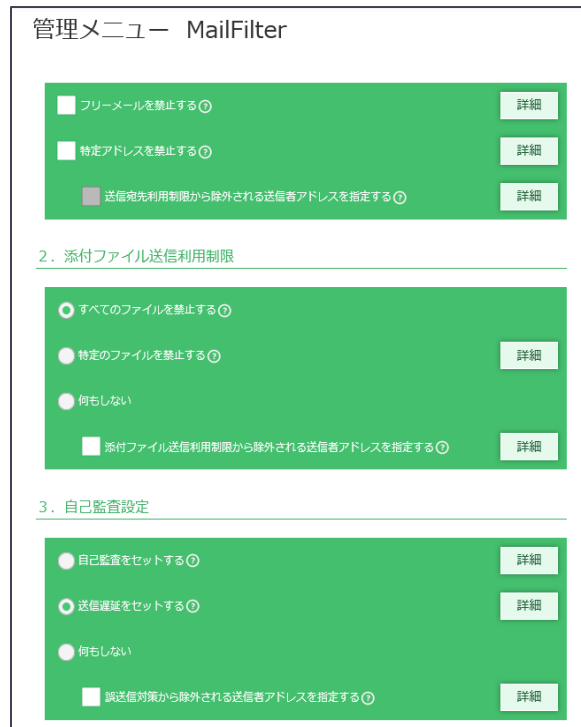 管理メニュー MailFilter
フリーメールを禁止する?
詳細
特定アドレスを禁止する?
詳細
送信宛先利用制限から除外される送信者アドレスを指定する?
詳細
2. 添付ファイル送信利用制限
すべてのファイルを禁止する?
特定のファイルを禁止する?
詳細
何もしない
添付ファイル送信利用制限から除外される送信者アドレスを指定する?
詳細
3. 自己監査設定
自己監査をセットする?
詳細
送信遅延をセットする?
詳細
何もしない
誤送信対策から除外される送信者アドレスを指定する?
詳細